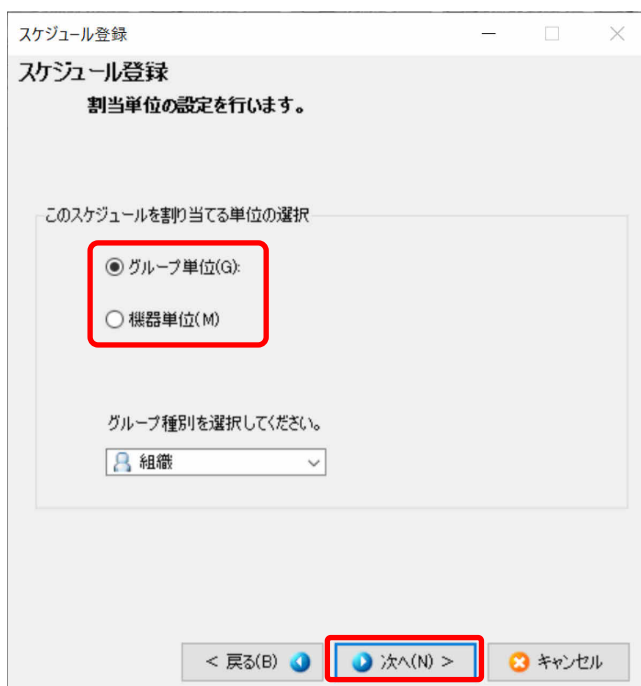 スケジュール登録
スケジュール登録
割当単位の設定を行います。
このスケジュールを割り当てる単位の選択
グループ単位(G):
機器単位(M)
グループ種別を選択してください。
組織
< 戻る(B)
次へ(N) >
キャンセル